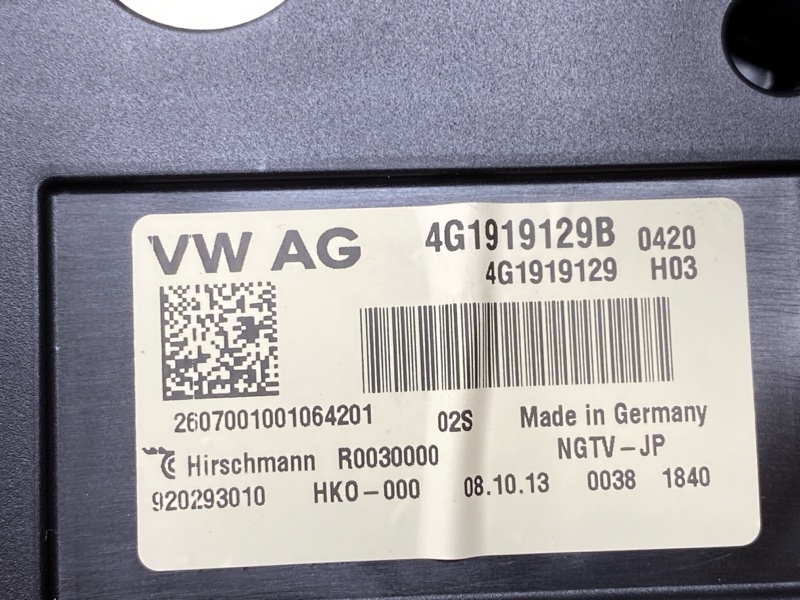 VW AG 4G1919129B 0420
4G1919129 H03
2607001001064201 02S Made in Germany
Hirschmann R0030000 NGTV-JP
920293010 HKO-000 08.10.13 0038 1840